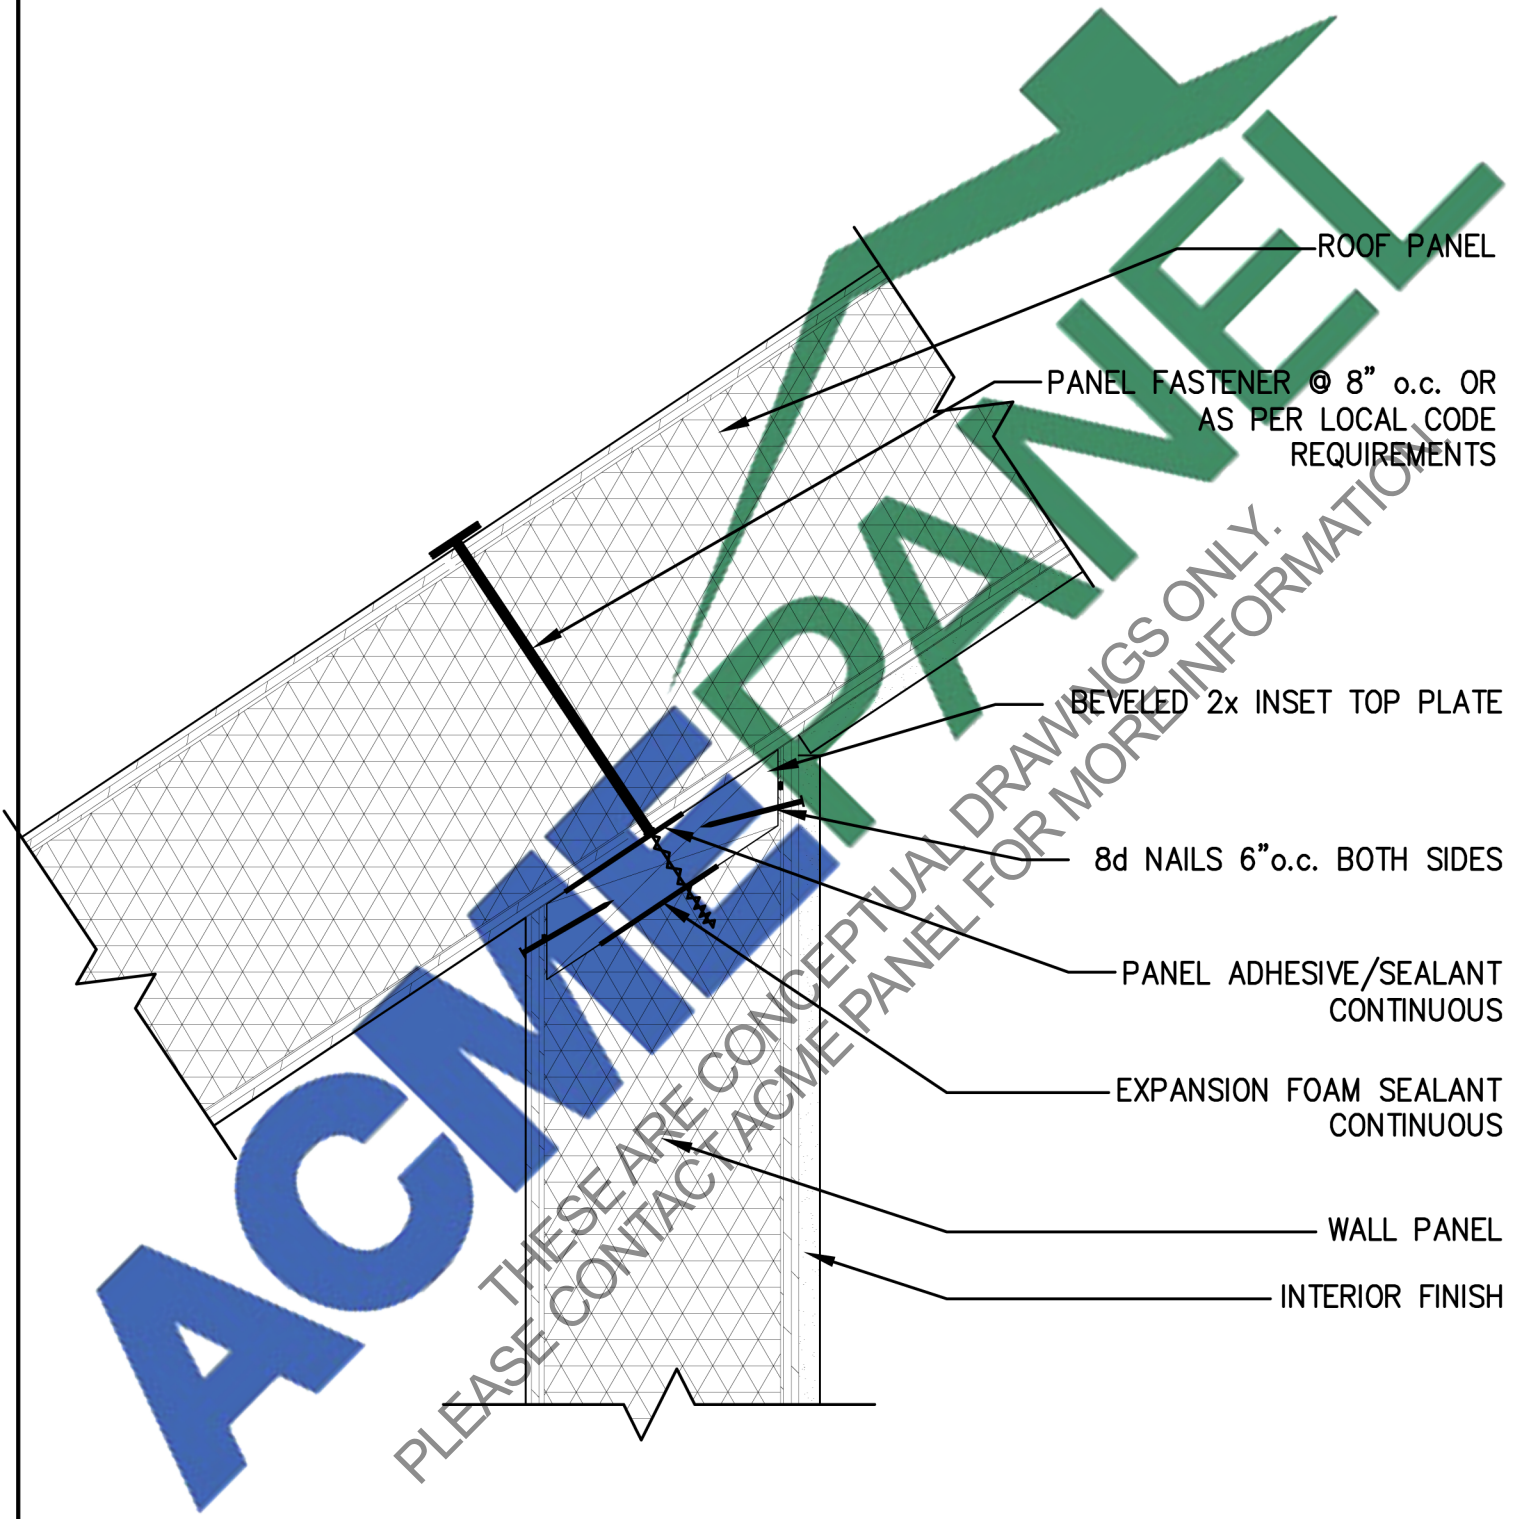 ROOF PANEL
PANEL FASTENER @ 8" o.c. OR
AS PER LOCAL CODE
REQUIREMENTS
BEVELED 2x INSET TOP PLATE
8d NAILS 6"o.c. BOTH SIDES
PANEL ADHESIVE/SEALANT
CONTINUOUS
EXPANSION FOAM SEALANT
CONTINUOUS
WALL PANEL
INTERIOR FINISH
ACME PANEL
THESE ARE CONCEPTUAL DRAWINGS ONLY.
PLEASE CONTACT ACME PANEL FOR MORE INFORMATION.